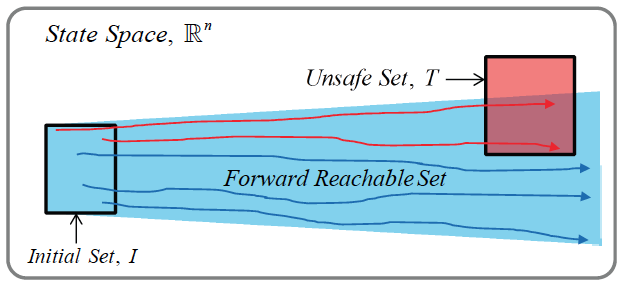 State Space, ℝⁿ
Unsafe Set, T
Forward Reachable Set
Initial Set, I